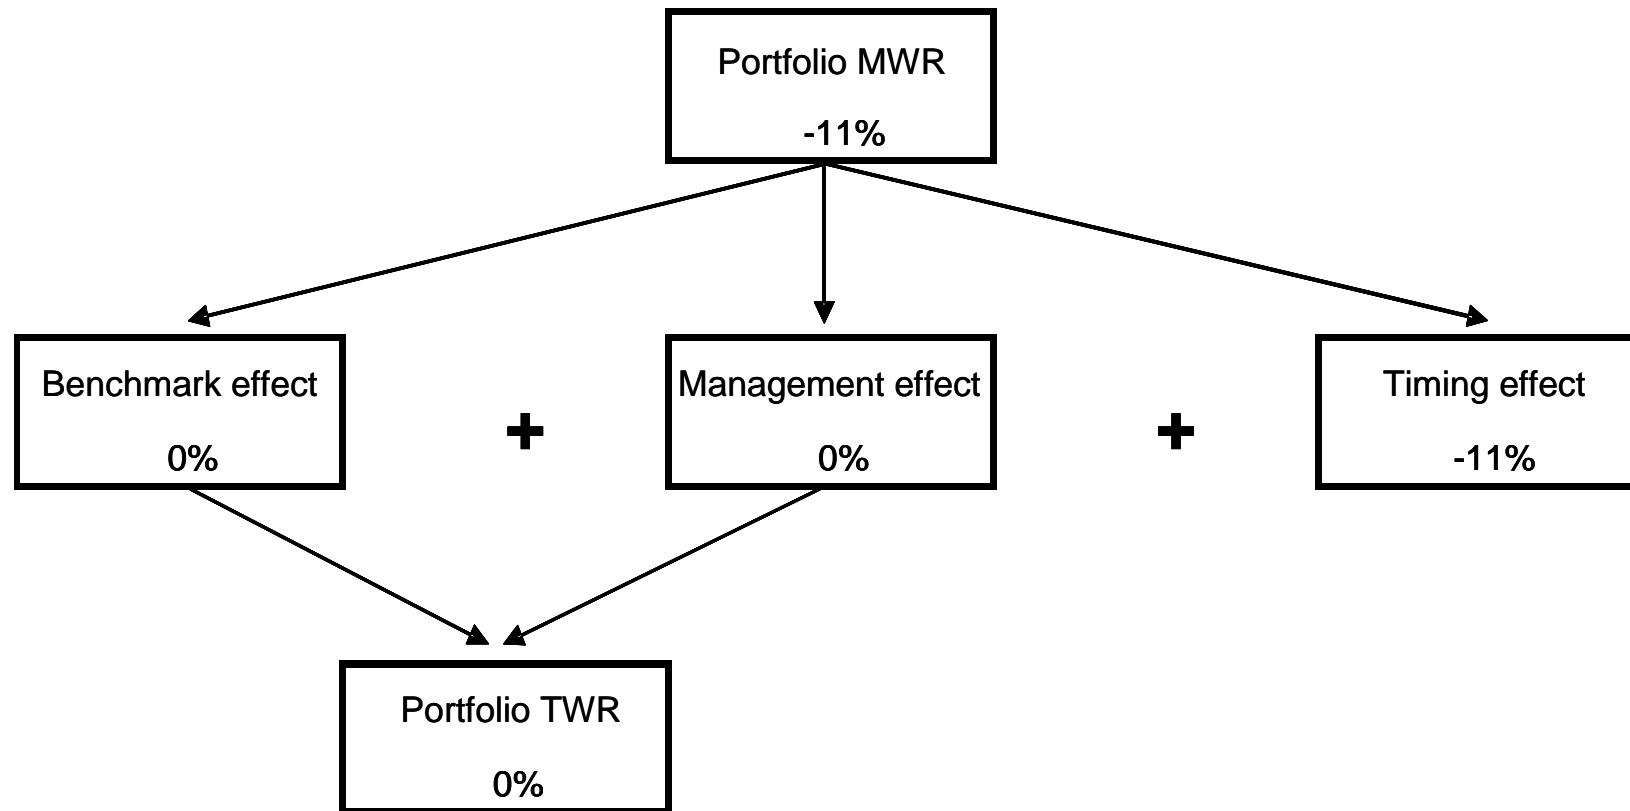 Portfolio MWR
-11%
Benchmark effect
0%
+
Management effect
0%
+
Timing effect
-11%
Portfolio TWR
0%